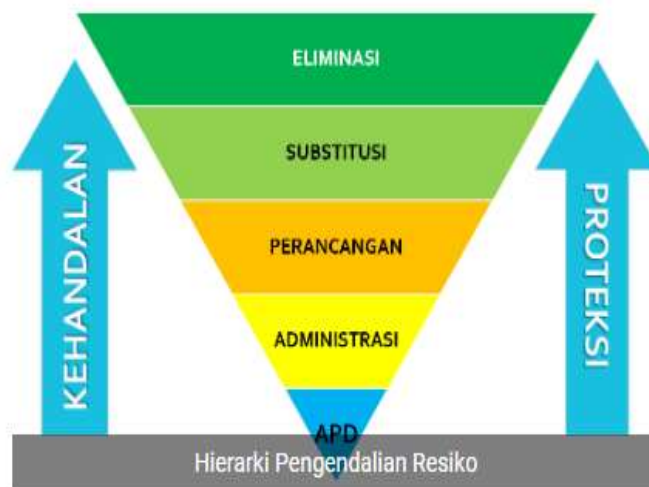 ELIMINASI
SUBSTITUSI
PERANCANGAN
ADMINISTRASI
APD
KEHANDALAN
PROTEKSI
Hierarki Pengendalian Resiko